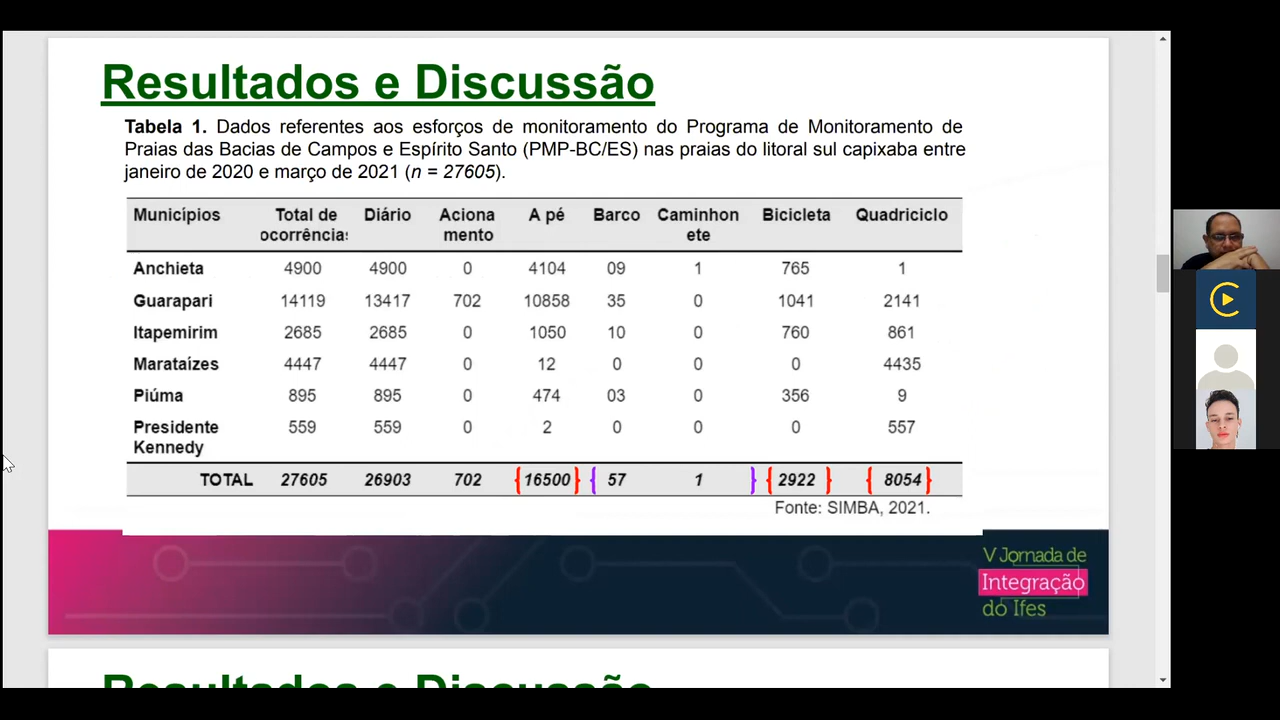 Resultados e Discussão
Tabela 1. Dados referentes aos esforços de monitoramento do Programa de Monitoramento de
Praias das Bacias de Campos e Espírito Santo (PMP-BC/ES) nas praias do litoral sul capixaba entre
janeiro de 2020 e março de 2021 (n = 27605).
Municípios Total de Diário Aciona A pé Barco Caminhon Bicicleta Quadriciclo
ocorrências mento ete
Anchieta 4900 4900 0 4104 09 1 765 1
Guarapari 14119 13417 702 10858 35 0 1041 2141
Itapemirim 2685 2685 0 1050 10 0 760 861
Marataízes 4447 4447 0 12 0 0 0 4435
Piúma 895 895 0 474 03 0 356 9
Presidente 559 559 0 2 0 0 0 557
Kennedy
TOTAL 27605 26903 702 {16500} { 57 1 } {2922} {8054}
Fonte: SIMBA, 2021.
V Jornada de
Integração
do Ifes
Resultados e Discussão